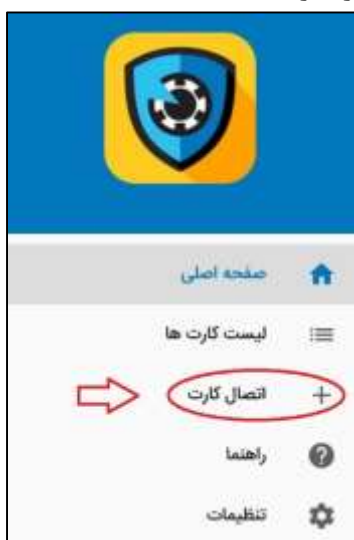 صفحه اصلی
لیست کارت ها
اتصال کارت
راهنما
تنظیمات